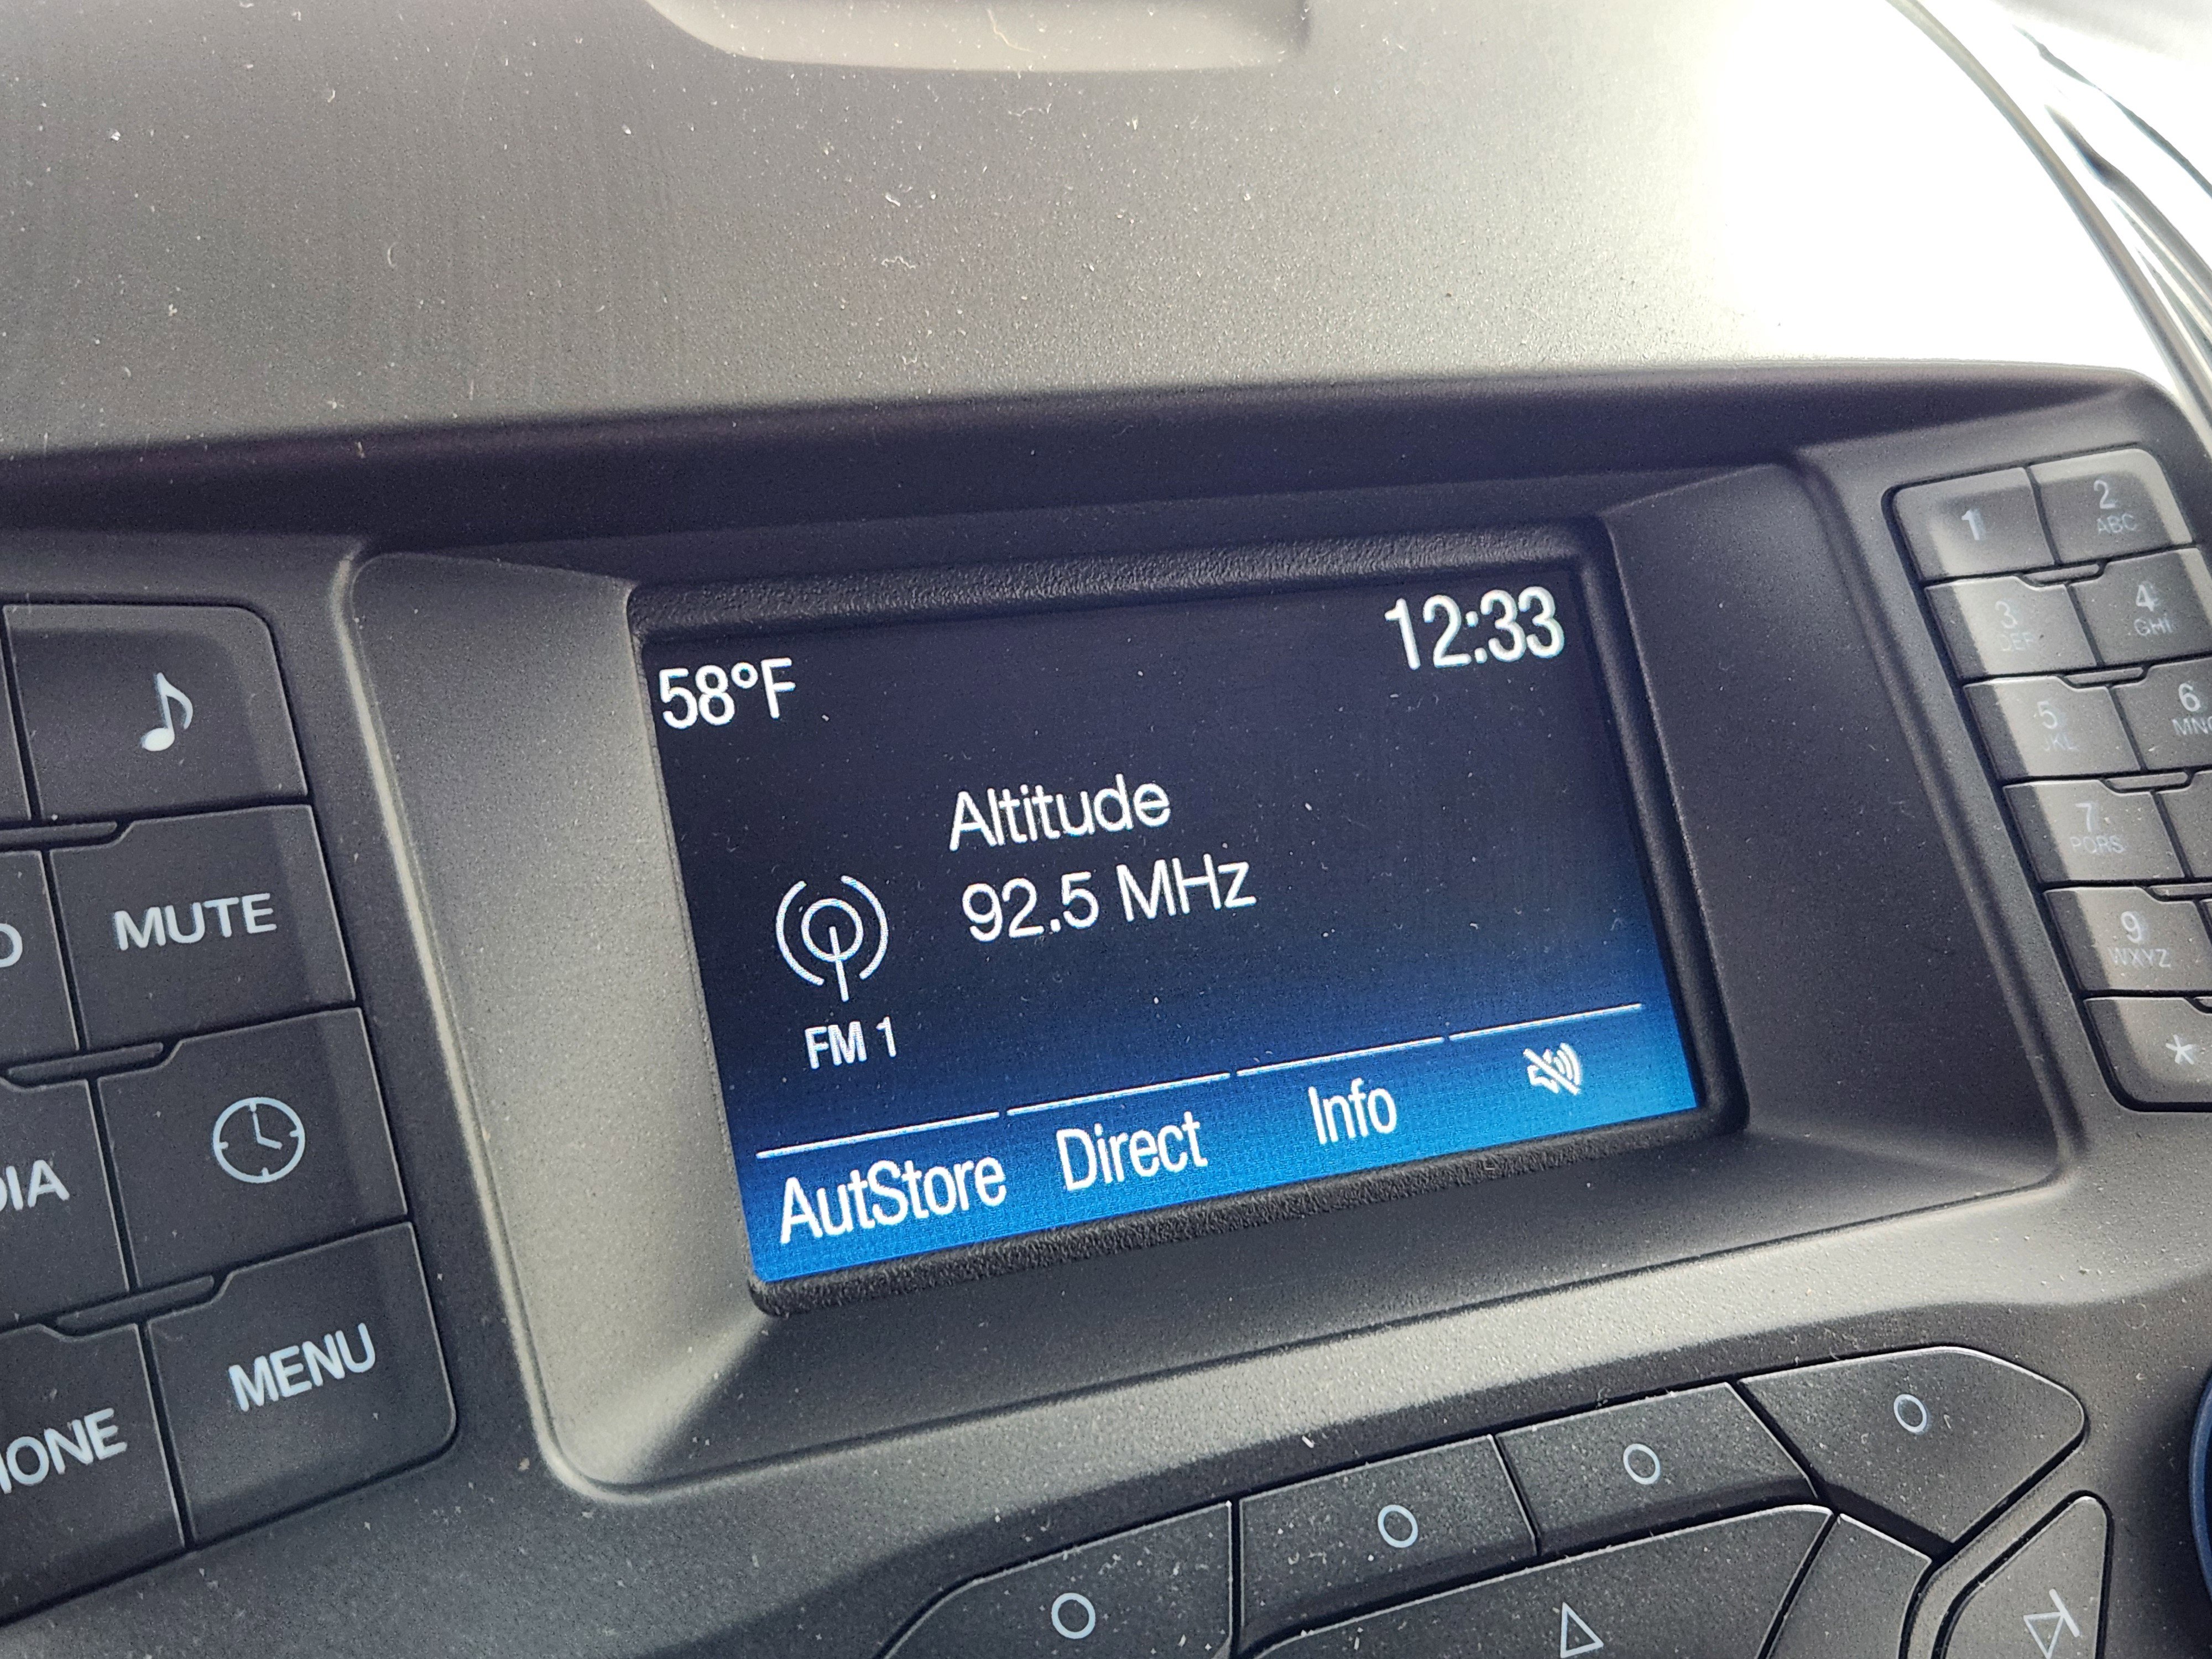 58°F
12:33
Altitude
92.5 MHz
FM 1
AutStore
Direct
Info
MUTE
MENU
1
2
ABC
3
DEF
4
GHI
5
JKL
6
7
PQRS
9
WXYZ
*